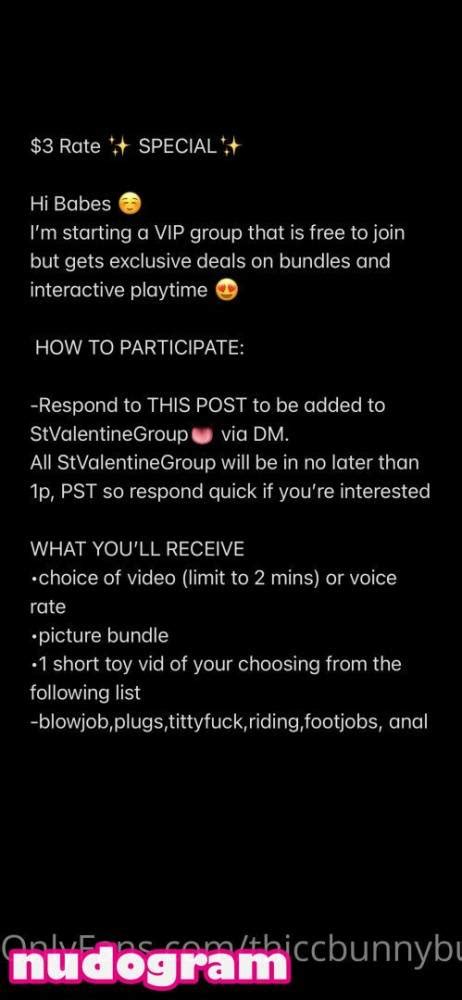 $3 Rate ✨ SPECIAL✨
Hi Babes ☺️
I’m starting a VIP group that is free to join
but gets exclusive deals on bundles and
interactive playtime 😍
HOW TO PARTICIPATE:
-Respond to THIS POST to be added to
StValentineGroup👅 via DM.
All StValentineGroup will be in no later than
1p, PST so respond quick if you’re interested
WHAT YOU’LL RECEIVE
•choice of video (limit to 2 mins) or voice
rate
•picture bundle
•1 short toy vid of your choosing from the
following list
-blowjob,plugs,tittyfuck,riding,footjobs, anal
OnlyFans.com/thiccbunnybu
nudogram